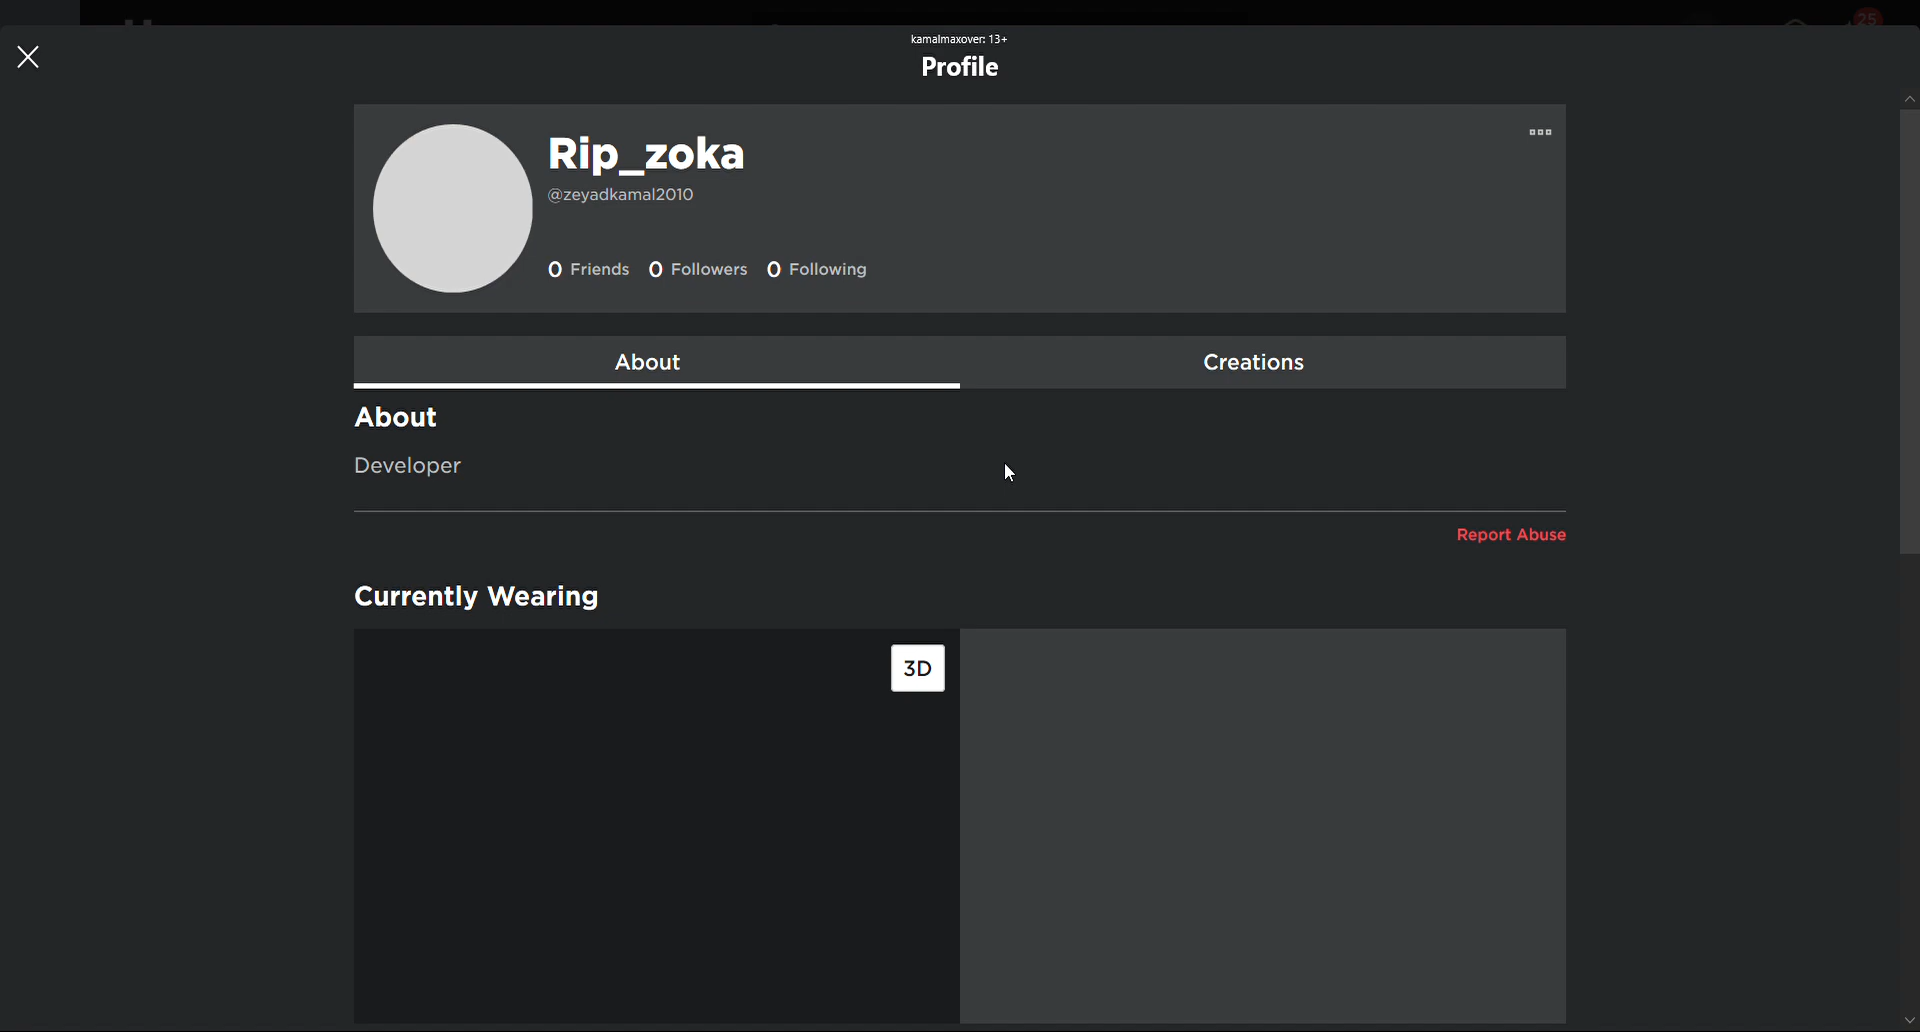 25
kamalmaxover: 13+
Profile
Rip_zoka
@zeyadkamal2010
0 Friends 0 Followers 0 Following
About Creations
About
Developer
Report Abuse
Currently Wearing
3D